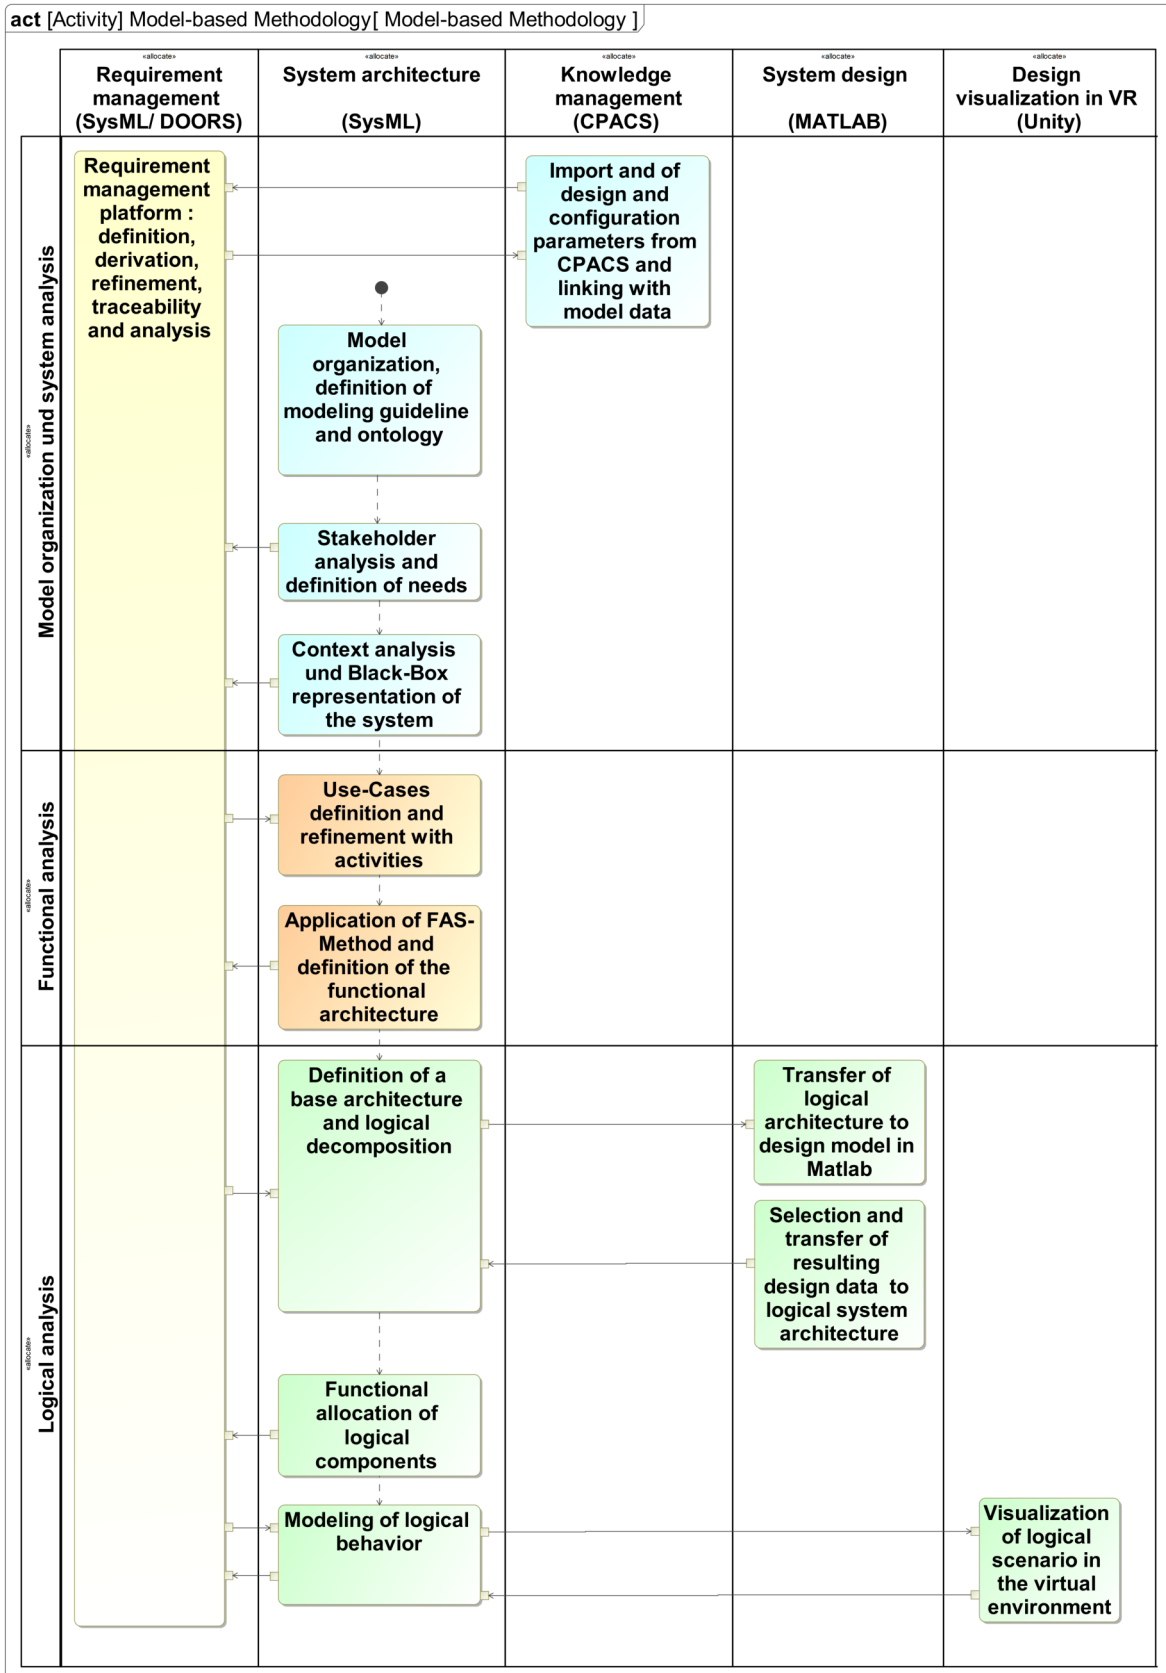 act [Activity] Model-based Methodology[ Model-based Methodology ]
«allocate»
Requirement
management
(SysML/ DOORS)
«allocate»
System architecture
(SysML)
«allocate»
Knowledge
management
(CPACS)
«allocate»
System design
(MATLAB)
«allocate»
Design
visualization in VR
(Unity)
«allocate»
Model organization und system analysis
Requirement
management
platform :
definition,
derivation,
refinement,
traceability
and analysis
Import and of
design and
configuration
parameters from
CPACS and
linking with
model data
Model
organization,
definition of
modeling guideline
and ontology
Stakeholder
analysis and
definition of needs
Context analysis
und Black-Box
representation of
the system
«allocate»
Functional analysis
Use-Cases
definition and
refinement with
activities
Application of FAS-
Method and
definition of the
functional
architecture
«allocate»
Logical analysis
Definition of a
base architecture
and logical
decomposition
Transfer of
logical
architecture to
design model in
Matlab
Selection and
transfer of
resulting
design data to
logical system
architecture
Functional
allocation of
logical
components
Modeling of logical
behavior
Visualization
of logical
scenario in
the virtual
environment